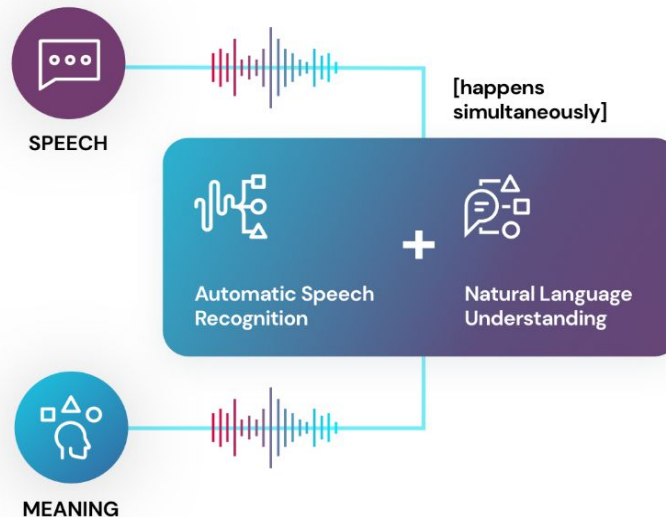 SPEECH
[happens
simultaneously]
+
Automatic Speech
Recognition
Natural Language
Understanding
MEANING